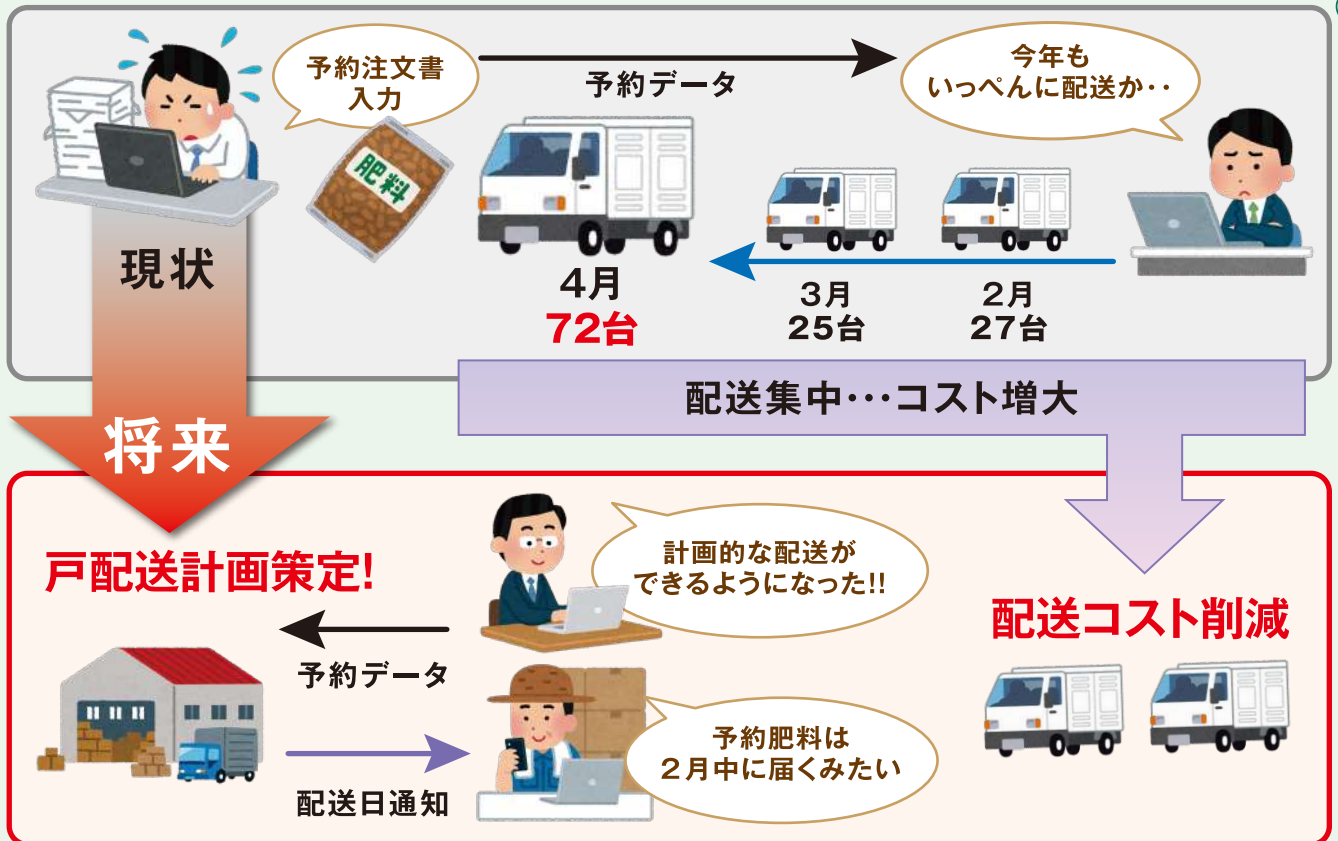 予約注文書
入力
予約データ
今年も
いっぺんに配送か‥
肥料
現状
4月
72台
3月
25台
2月
27台
配送集中…コスト増大
将来
戸配送計画策定!
計画的な配送が
できるようになった!!
配送コスト削減
予約データ
予約肥料は
2月中に届くみたい
配送日通知